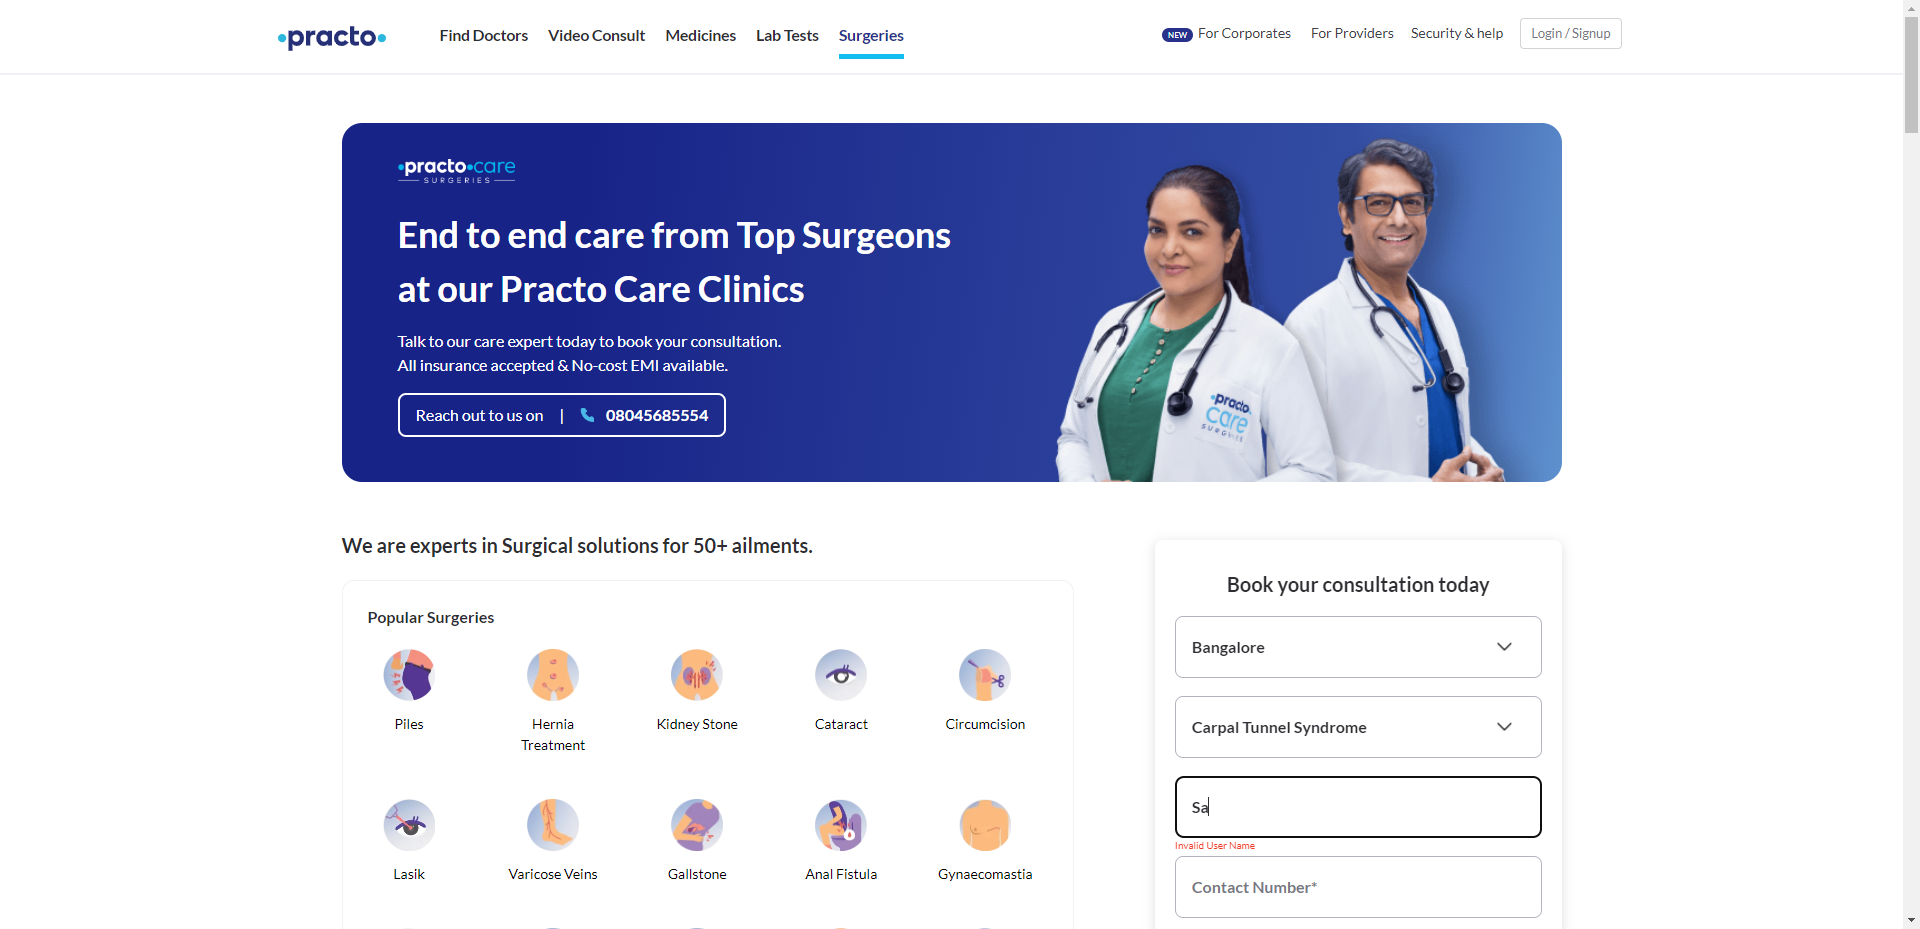 practo
Find Doctors
Video Consult
Medicines
Lab Tests
Surgeries
NEW
For Corporates
For Providers
Security & help
Login / Signup
practo care
SURGERIES
End to end care from Top Surgeons
at our Practo Care Clinics
Talk to our care expert today to book your consultation.
All insurance accepted & No-cost EMI available.
Reach out to us on | 08045685554
practo
care
SURGERIES
We are experts in Surgical solutions for 50+ ailments.
Popular Surgeries
Piles
Hernia
Treatment
Kidney Stone
Cataract
Circumcision
Lasik
Varicose Veins
Gallstone
Anal Fistula
Gynaecomastia
Book your consultation today
Bangalore
Carpal Tunnel Syndrome
Sa
Invalid User Name
Contact Number*